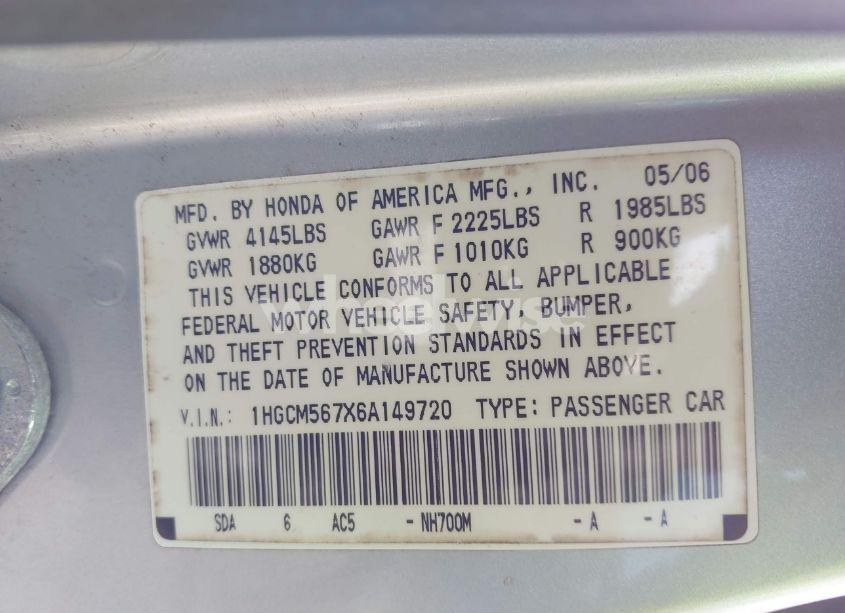 MFD. BY HONDA OF AMERICA MFG., INC. 05/06
GVWR 4145LBS GAWR F 2225LBS R 1985LBS
GVWR 1880KG GAWR F 1010KG R 900KG
THIS VEHICLE CONFORMS TO ALL APPLICABLE
FEDERAL MOTOR VEHICLE SAFETY, BUMPER,
AND THEFT PREVENTION STANDARDS IN EFFECT
ON THE DATE OF MANUFACTURE SHOWN ABOVE.
V.I.N.: 1HGCM567X6A149720 TYPE: PASSENGER CAR
SDA 6 AC5 - NH700M - A - A
wheelwise